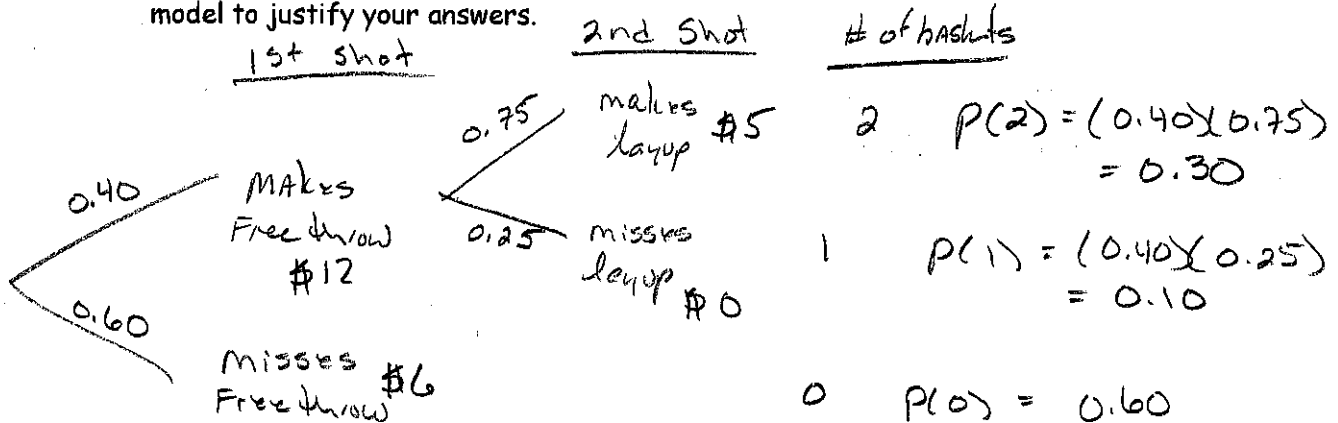 model to justify your answers.
1st shot
2nd Shot
# of baskets
0.40
Makes
Free throw
$12
0.60
Misses
Free throw $6
0.75
makes
layup $5
0.25
misses
layup $0
2 P(2) = (0.40)(0.75)
= 0.30
1 P(1) = (0.40)(0.25)
= 0.10
0 P(0) = 0.60